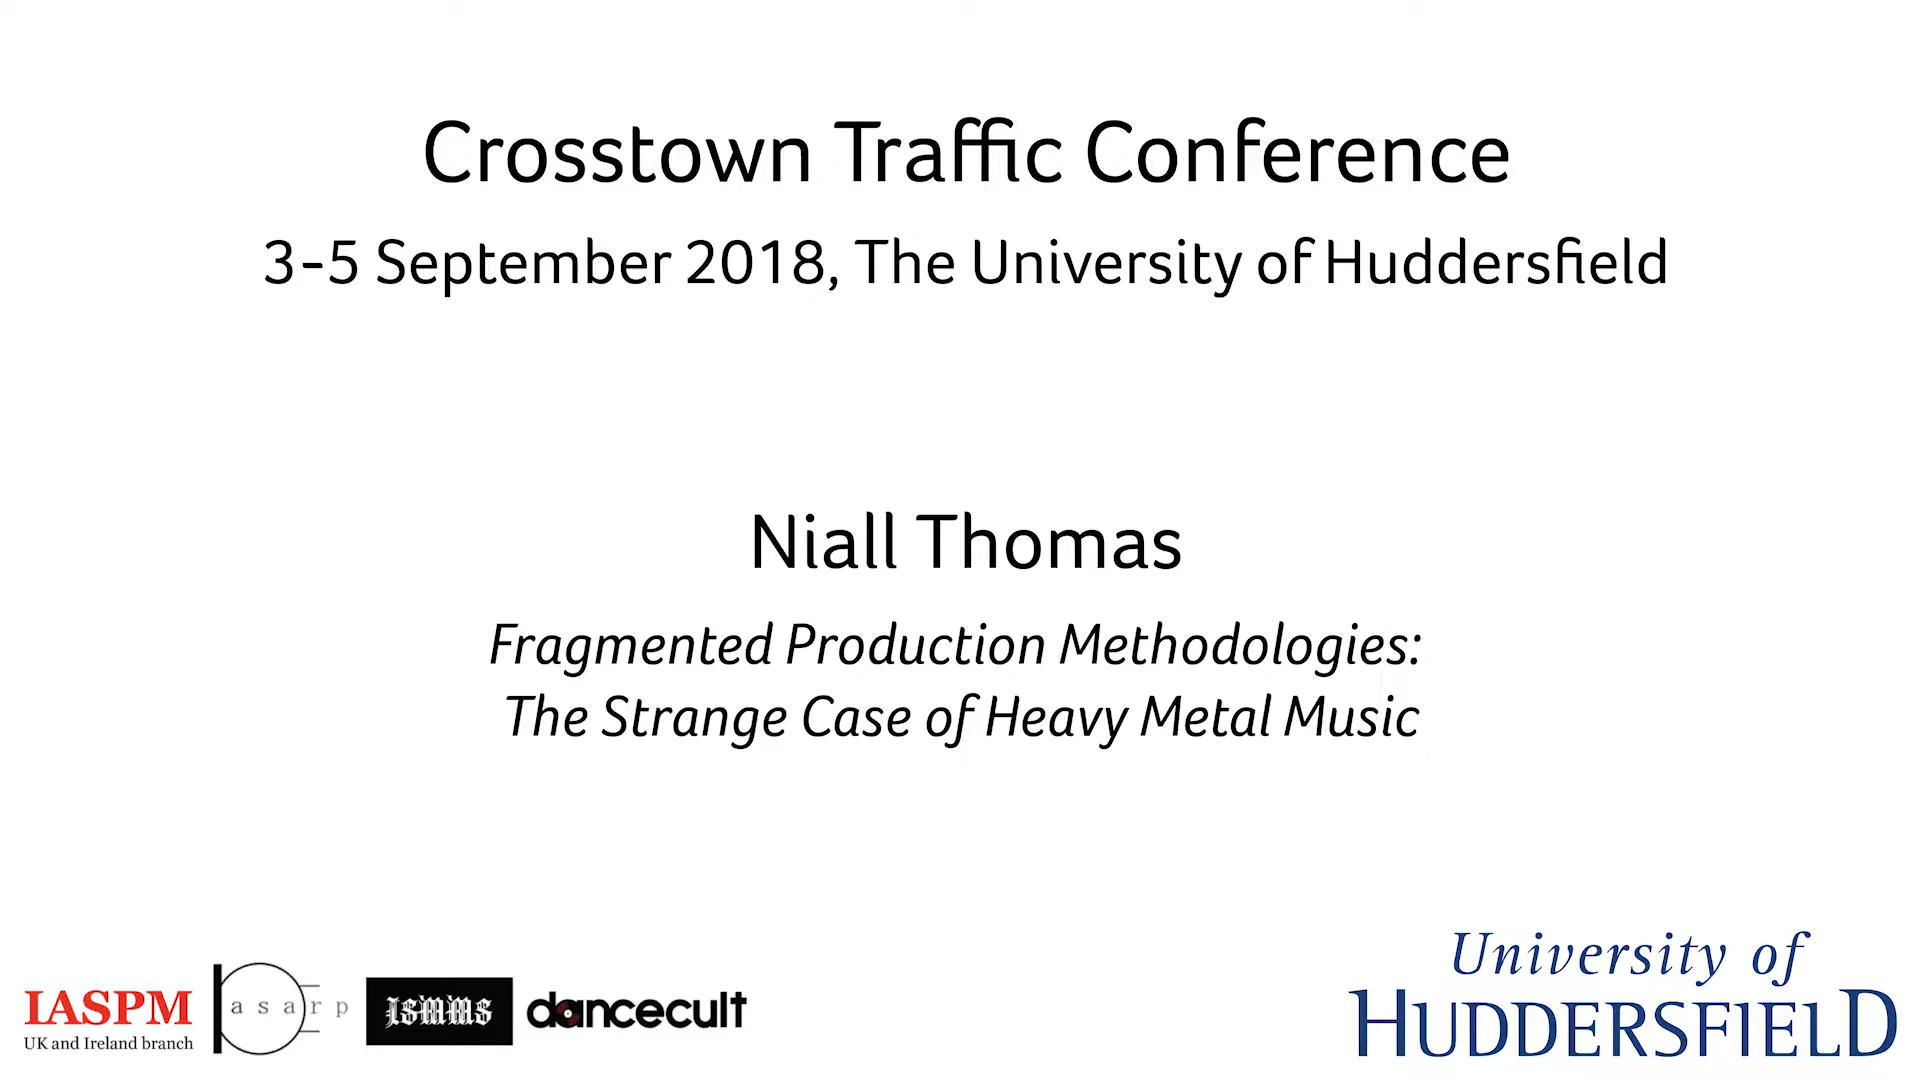 Crosstown Traffic Conference
3-5 September 2018, The University of Huddersfield
Niall Thomas
Fragmented Production Methodologies:
The Strange Case of Heavy Metal Music
IASPM
UK and Ireland branch
asarp
ISMMS
dancecult
University of
HUDDERSFIELD